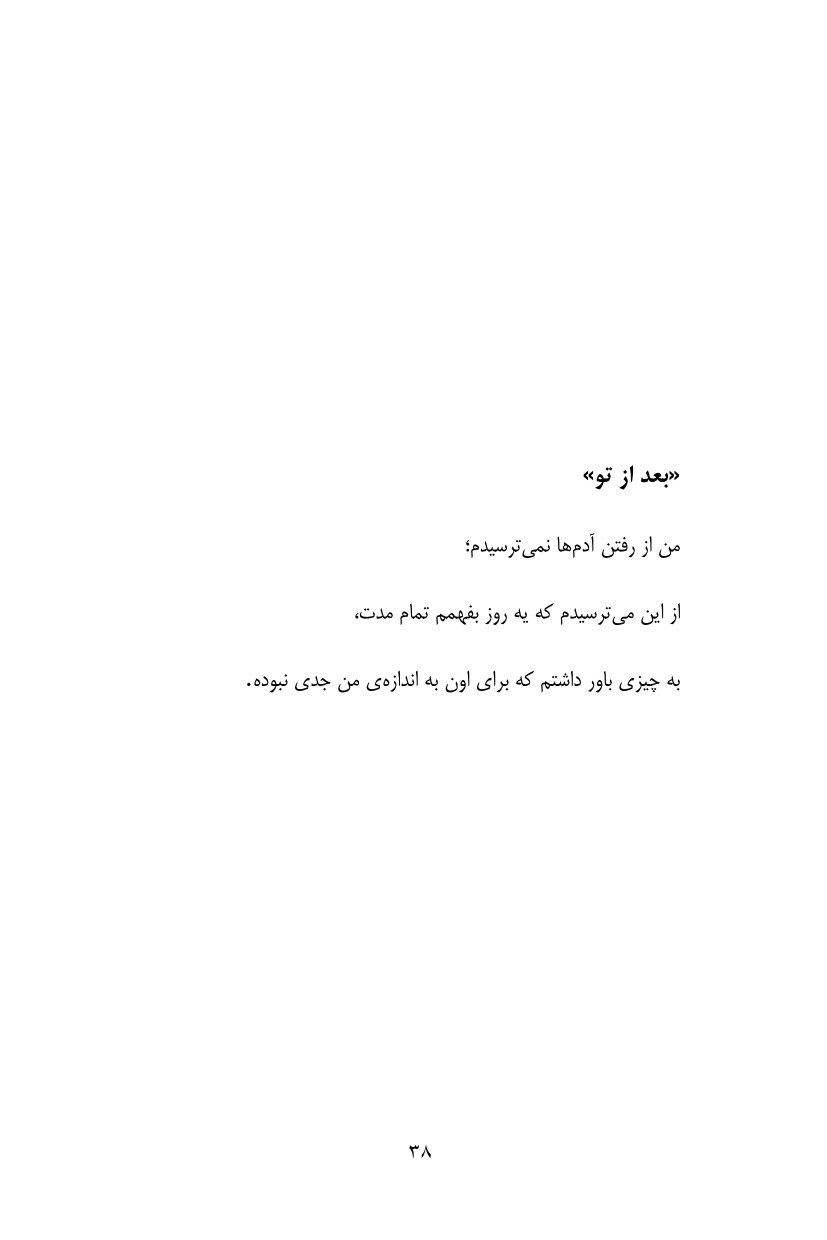 «بعد از تو»
من از رفتن آدم‌ها نمی‌ترسیدم؛
از این می‌ترسیدم که یه روز بفهمم تمام مدت،
به چیزی باور داشتم که برای اون به اندازه‌ی من جدی نبوده.
۳۸